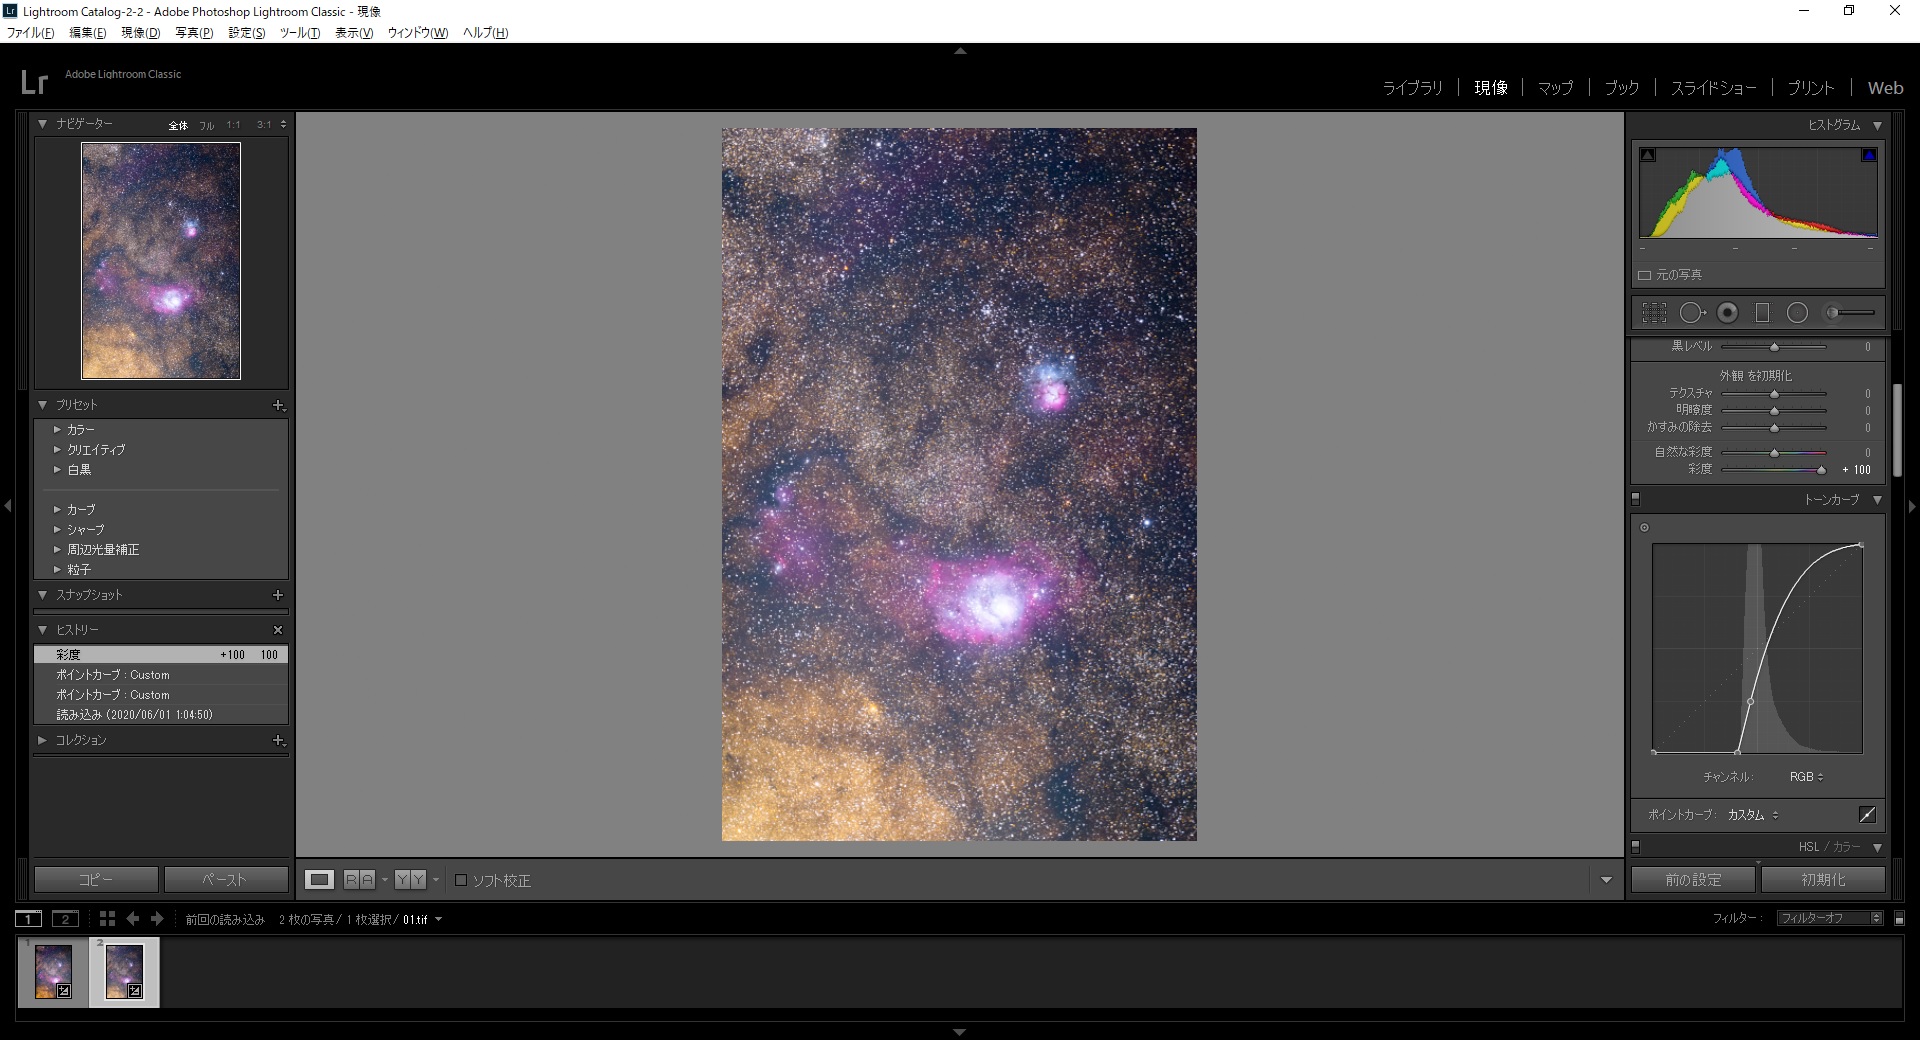 Lr Lightroom Catalog-2-2 - Adobe Photoshop Lightroom Classic - 現像
ファイル(F) 編集(E) 現像(D) 写真(P) 設定(S) ツール(T) 表示(V) ウィンドウ(W) ヘルプ(H)
Lr Adobe Lightroom Classic
ライブラリ | 現像 | マップ | ブック | スライドショー | プリント | Web
ナビゲーター 全体 フル 1:1 3:1
プリセット
カラー
クリエイティブ
白黒
カーブ
シャープ
周辺光量補正
粒子
スナップショット
ヒストリー
彩度 +100 100
ポイントカーブ : Custom
ポイントカーブ : Custom
読み込み (2020/06/01 1:04:50)
コレクション
コピー ペースト
RA YY ソフト校正
ヒストグラム
元の写真
黒レベル 0
外観 を初期化
テクスチャ 0
明瞭度 0
かすみの除去 0
自然な彩度 0
彩度 + 100
トーンカーブ
チャンネル : RGB
ポイントカーブ : カスタム
HSL / カラー
前の設定 初期化
1 2 前回の読み込み 2 枚の写真/ 1 枚選択/ 01.tif
フィルター : フィルターオフ
1 2